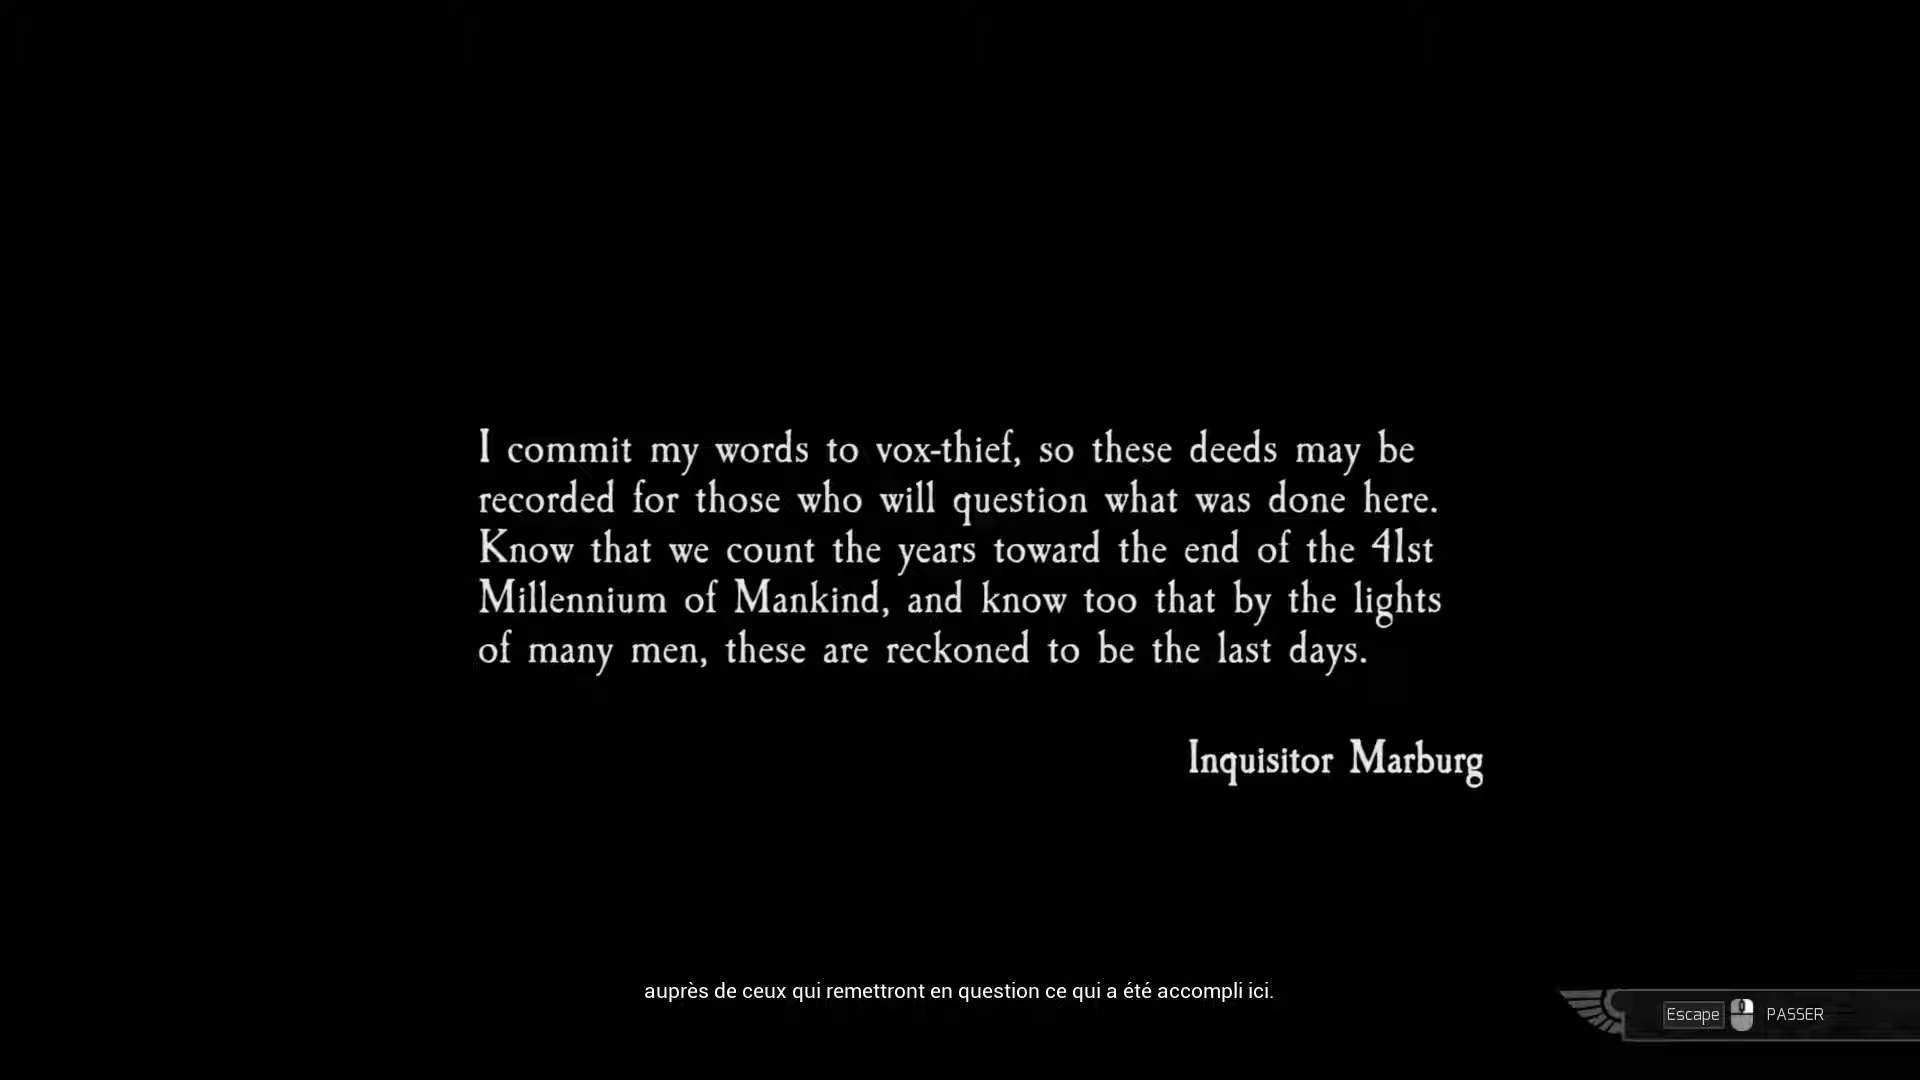 I commit my words to vox-thief, so these deeds may be
recorded for those who will question what was done here.
Know that we count the years toward the end of the 41st
Millennium of Mankind, and know too that by the lights
of many men, these are reckoned to be the last days.
Inquisitor Marburg
auprès de ceux qui remettront en question ce qui a été accompli ici.
Escape PASSER